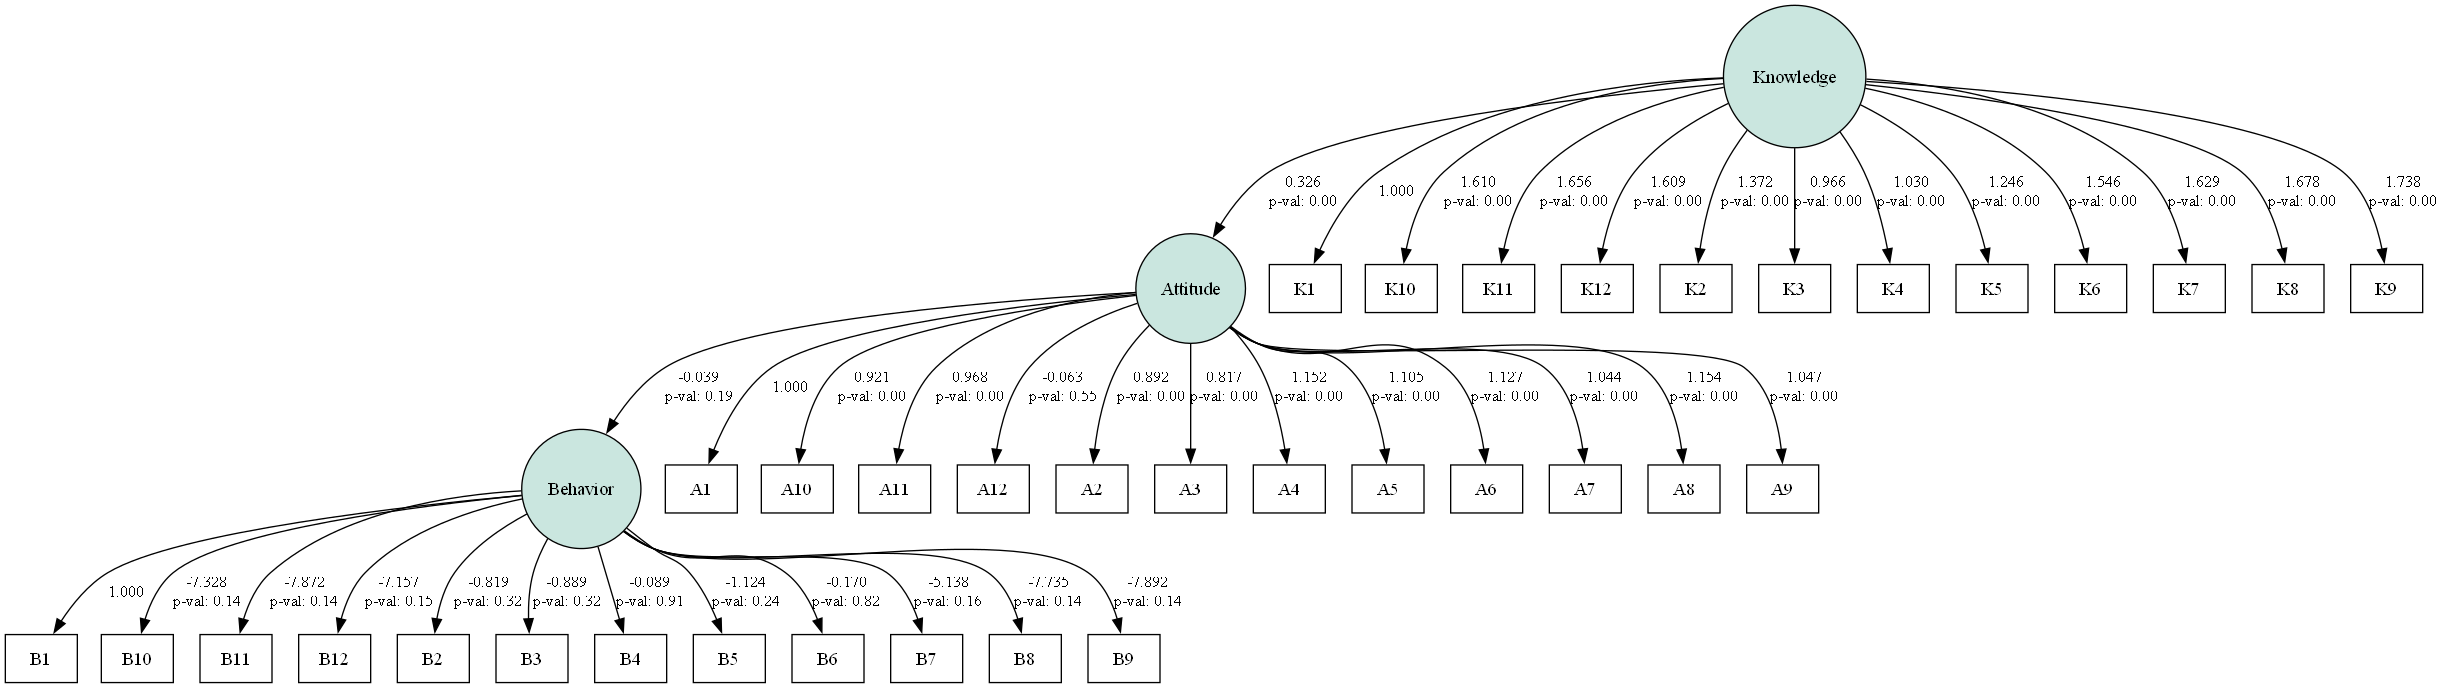 Knowledge
0.326
p-val: 0.00
1.000
1.610
p-val: 0.00
1.656
p-val: 0.00
1.609
p-val: 0.00
1.372
p-val: 0.00
0.966
p-val: 0.00
1.030
p-val: 0.00
1.246
p-val: 0.00
1.546
p-val: 0.00
1.629
p-val: 0.00
1.678
p-val: 0.00
1.738
p-val: 0.00
Attitude
K1
K10
K11
K12
K2
K3
K4
K5
K6
K7
K8
K9
-0.039
p-val: 0.19
1.000
0.921
p-val: 0.00
0.968
p-val: 0.00
-0.063
p-val: 0.55
0.892
p-val: 0.00
0.817
p-val: 0.00
1.152
p-val: 0.00
1.105
p-val: 0.00
1.127
p-val: 0.00
1.044
p-val: 0.00
1.154
p-val: 0.00
1.047
p-val: 0.00
Behavior
A1
A10
A11
A12
A2
A3
A4
A5
A6
A7
A8
A9
1.000
-7.328
p-val: 0.14
-7.872
p-val: 0.14
-7.157
p-val: 0.15
-0.819
p-val: 0.32
-0.889
p-val: 0.32
-0.089
p-val: 0.91
-1.124
p-val: 0.24
-0.170
p-val: 0.82
-5.138
p-val: 0.16
-7.735
p-val: 0.14
-7.892
p-val: 0.14
B1
B10
B11
B12
B2
B3
B4
B5
B6
B7
B8
B9